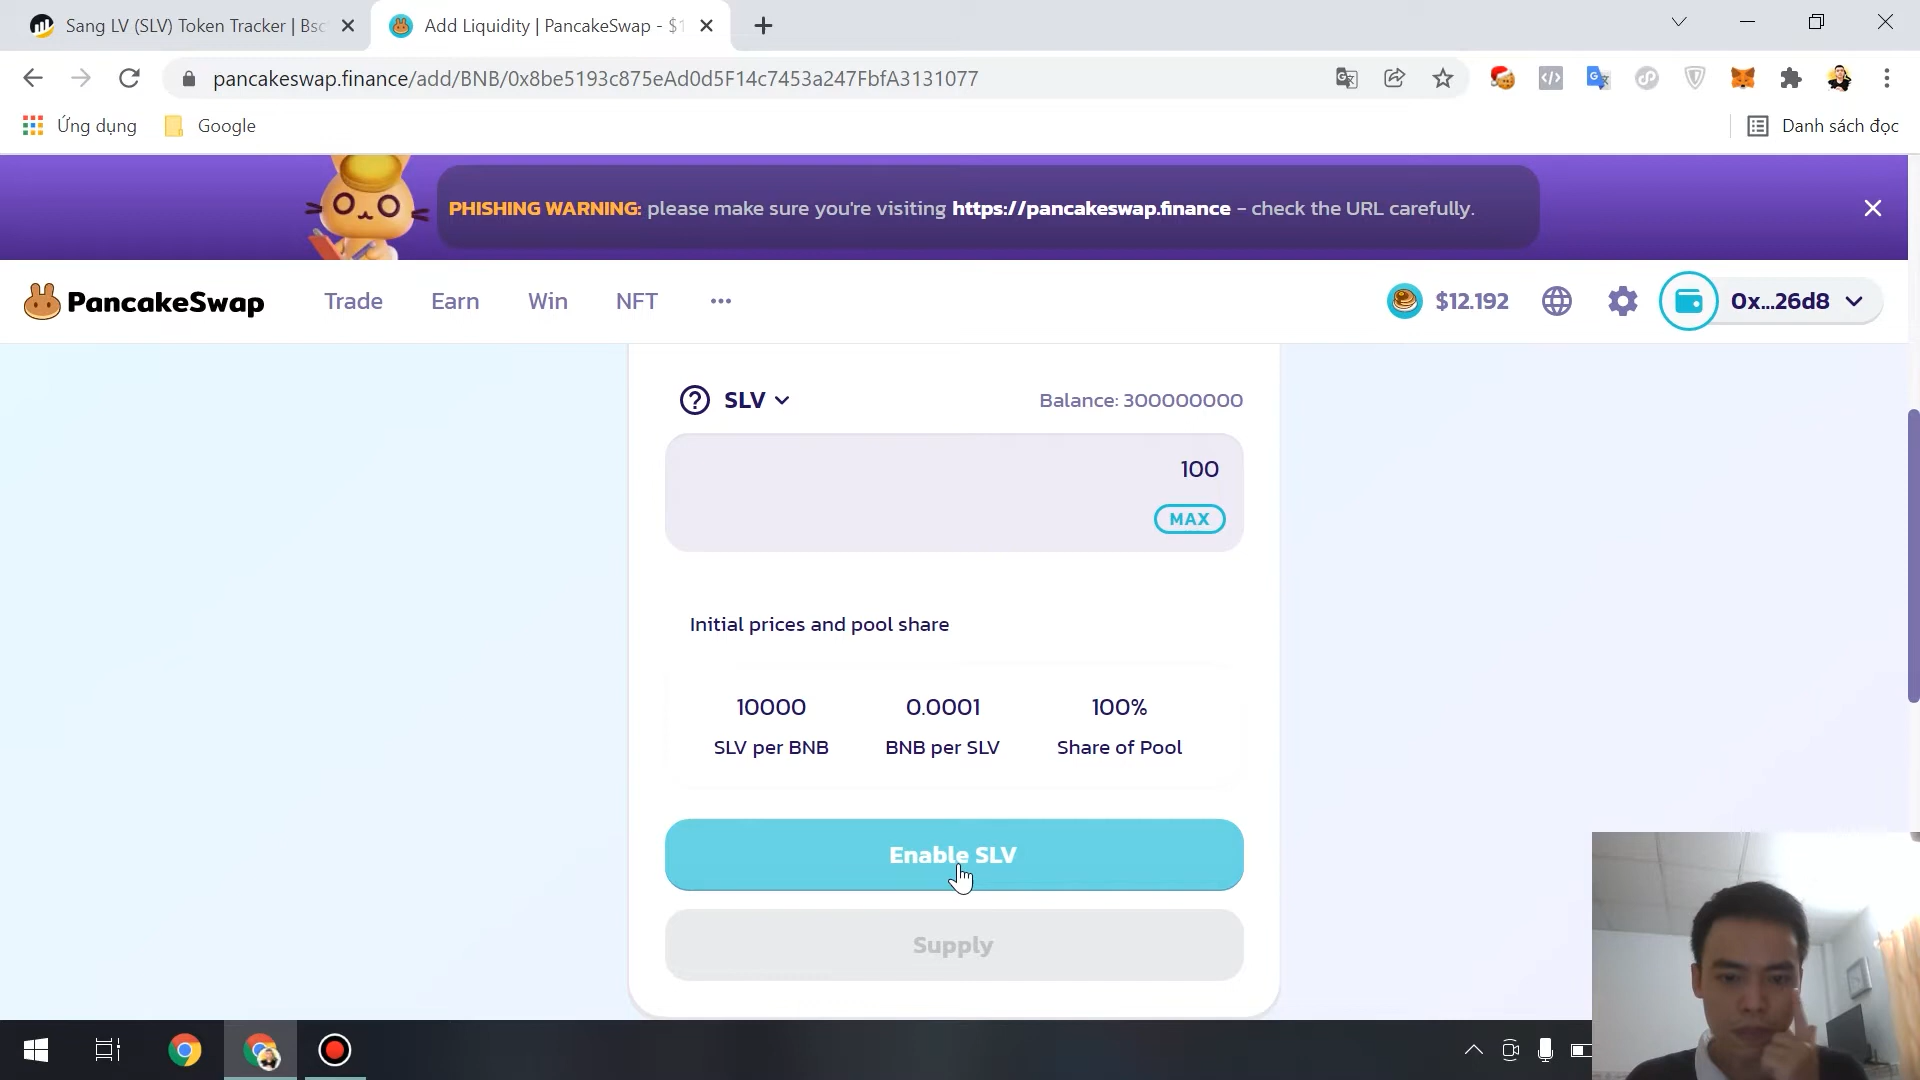 Sang LV (SLV) Token Tracker | Bsc
Add Liquidity | PancakeSwap - $1
pancakeswap.finance/add/BNB/0x8be5193c875eAd0d5F14c7453a247FbfA3131077
Ứng dụng
Google
Danh sách đọc
PHISHING WARNING: please make sure you're visiting https://pancakeswap.finance - check the URL carefully.
PancakeSwap
Trade
Earn
Win
NFT
$12.192
0x...26d8
SLV
Balance: 300000000
100
MAX
Initial prices and pool share
10000
0.0001
100%
SLV per BNB
BNB per SLV
Share of Pool
Enable SLV
Supply